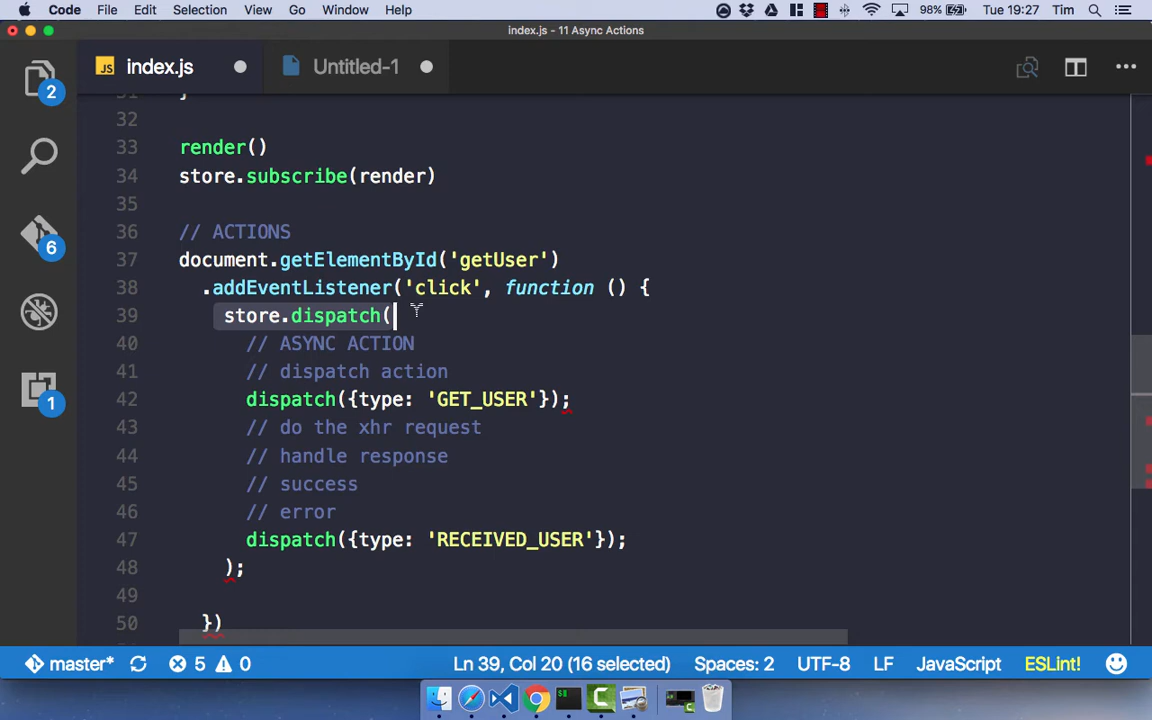 Code File Edit Selection View Go Window Help 98% Tue 19:27 Tim
index.js - 11 Async Actions
JS index.js Untitled-1
32
33 render()
34 store.subscribe(render)
35
36 // ACTIONS
37 document.getElementById('getUser')
38 .addEventListener('click', function () {
39 store.dispatch(
40 // ASYNC ACTION
41 // dispatch action
42 dispatch({type: 'GET_USER'});
43 // do the xhr request
44 // handle response
45 // success
46 // error
47 dispatch({type: 'RECEIVED_USER'});
48 );
49
50 })
2
6
1
master* 5 0 Ln 39, Col 20 (16 selected) Spaces: 2 UTF-8 LF JavaScript ESLint!